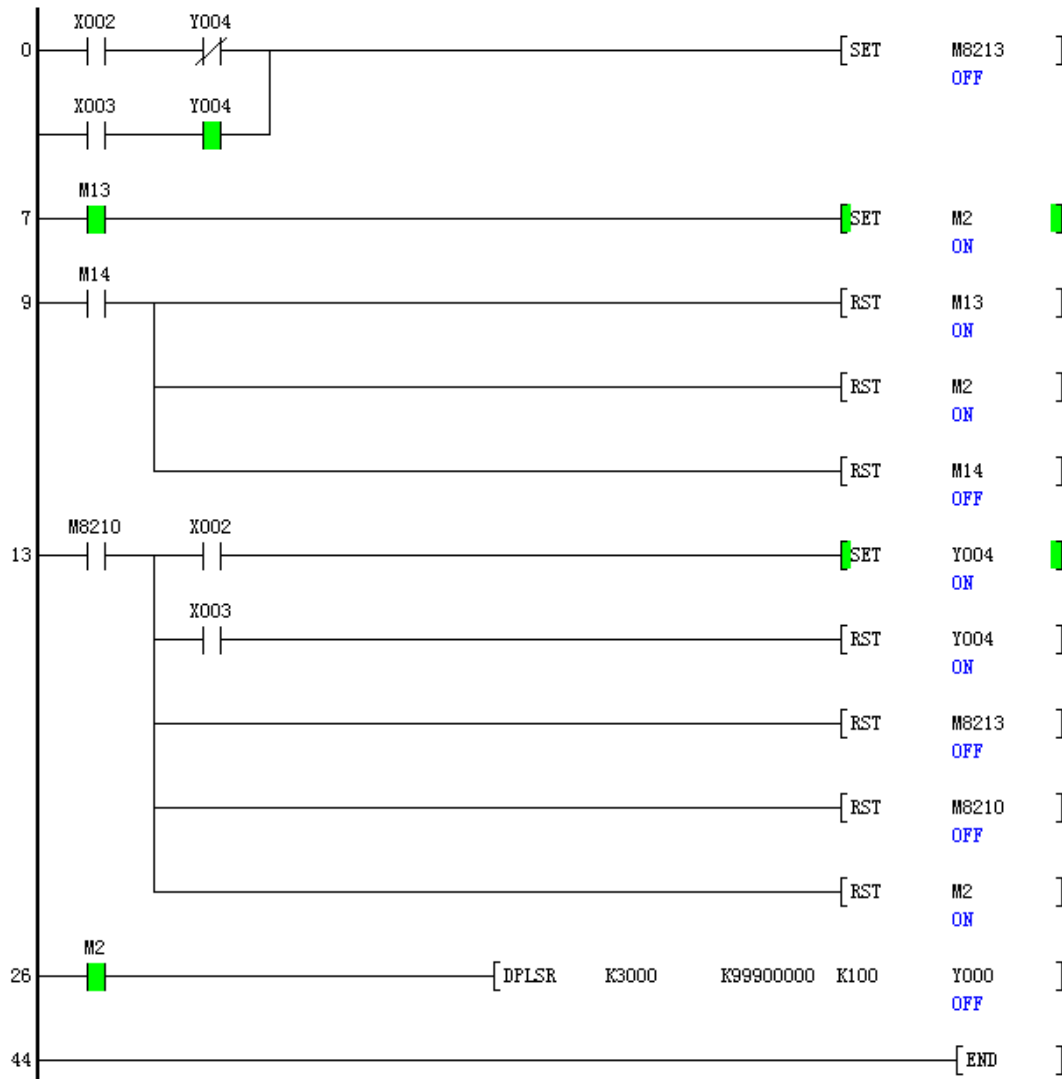 X002 Y004
0 SET M8213
OFF
X003 Y004
M13
7 SET M2
ON
M14
9 RST M13
ON
RST M2
ON
RST M14
OFF
M8210 X002
13 SET Y004
ON
X003
RST Y004
ON
RST M8213
OFF
RST M8210
OFF
RST M2
ON
M2
26 DPLSR K3000 K99900000 K100 Y000
OFF
44 END